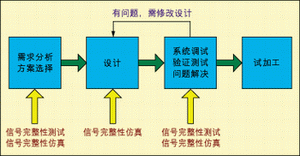 有问题，需修改设计
需求分析
方案选择
设计
系统调试
验证测试
问题解决
试加工
信号完整性测试
信号完整性仿真
信号完整性仿真
信号完整性测试
信号完整性仿真